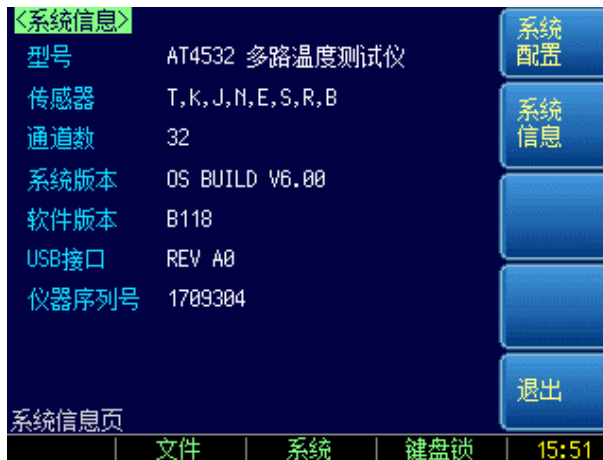 <系统信息>
型号 AT4532 多路温度测试仪
传感器 T,K,J,N,E,S,R,B
通道数 32
系统版本 OS BUILD V6.00
软件版本 B118
USB接口 REV A0
仪器序列号 1709304
系统信息页
系统
配置
系统
信息
退出
文件 系统 键盘锁 15:51